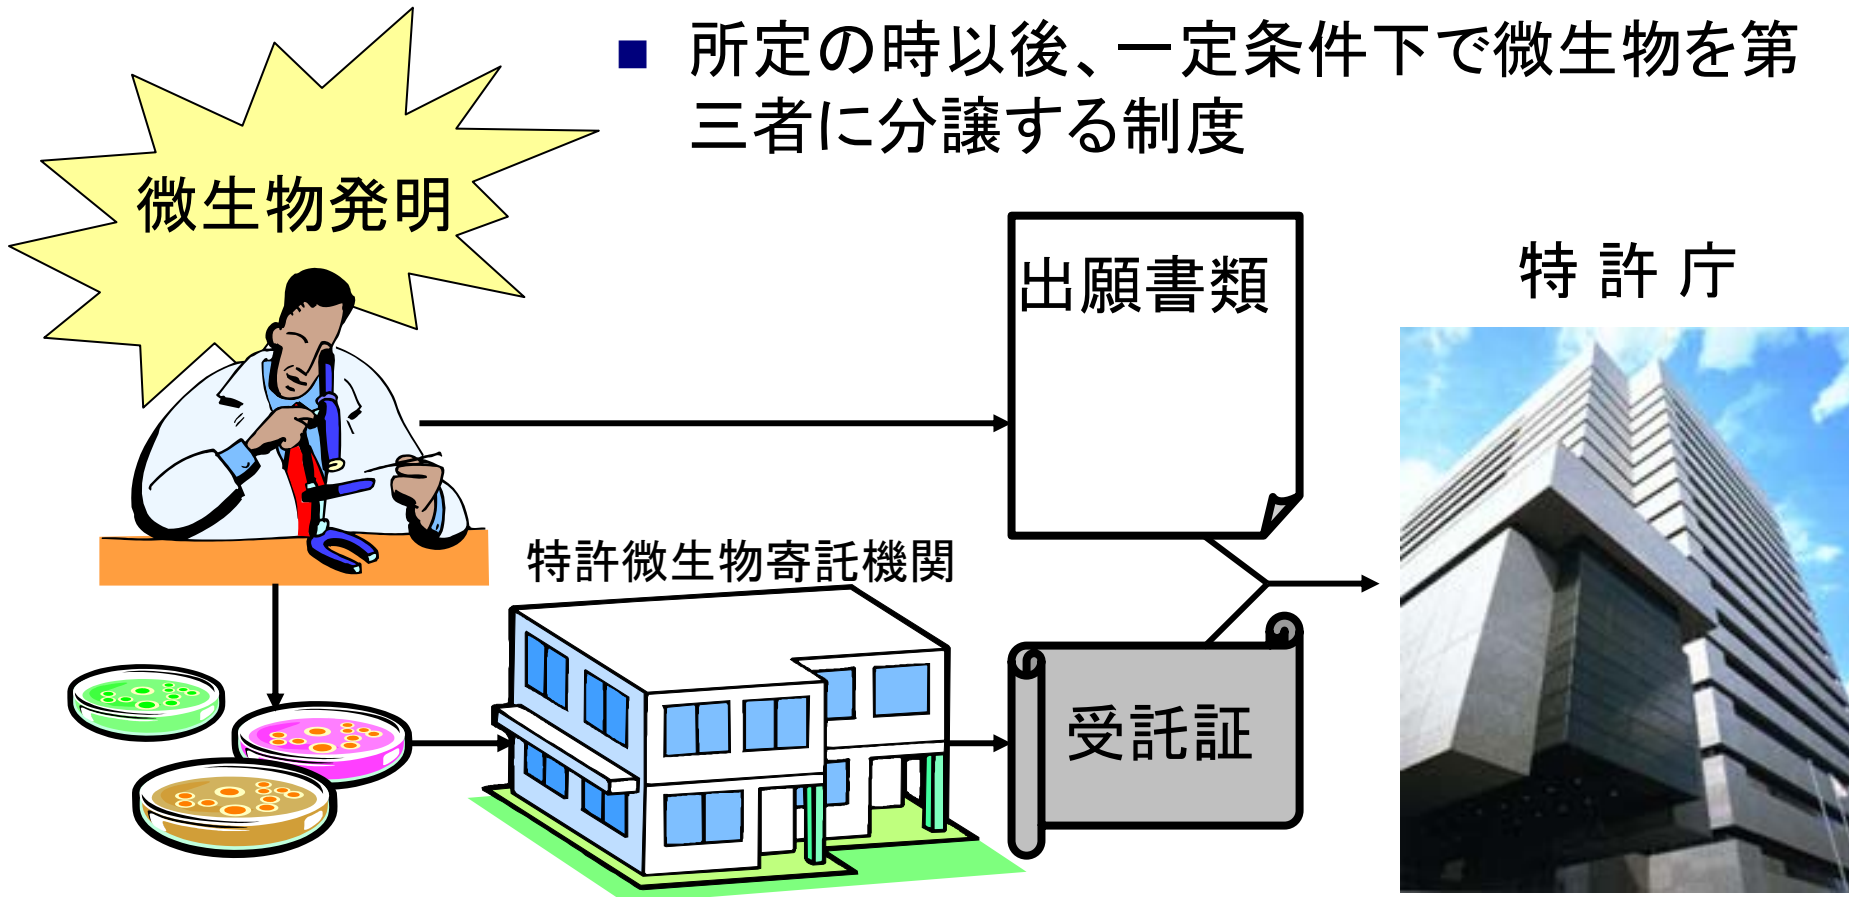 ■ 所定の時以後、一定条件下で微生物を第
三者に分譲する制度
微生物発明
出願書類
特許庁
特許微生物寄託機関
受託証